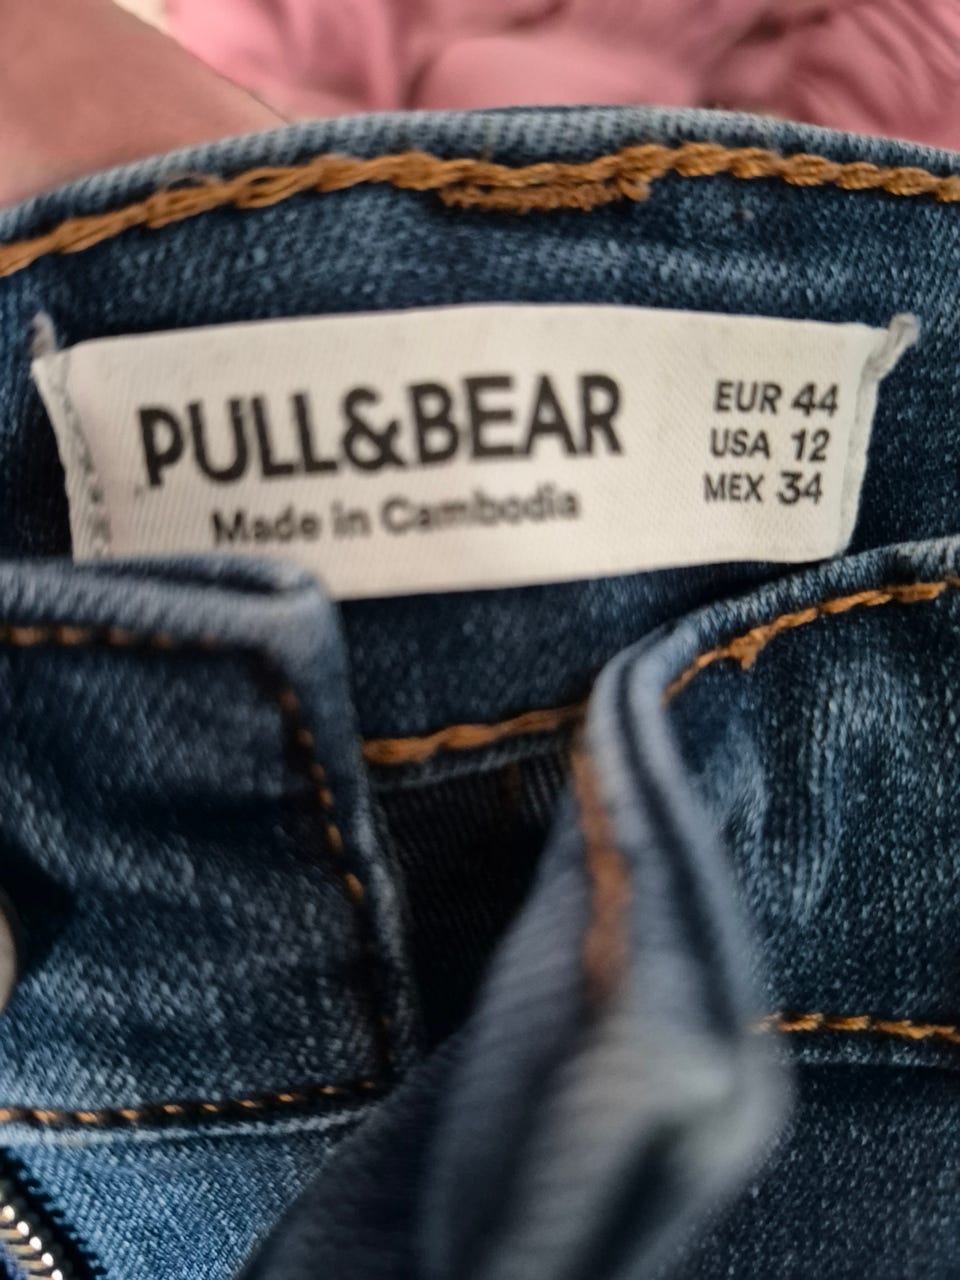 PULL&BEAR
Made in Cambodia
EUR 44
USA 12
MEX 34